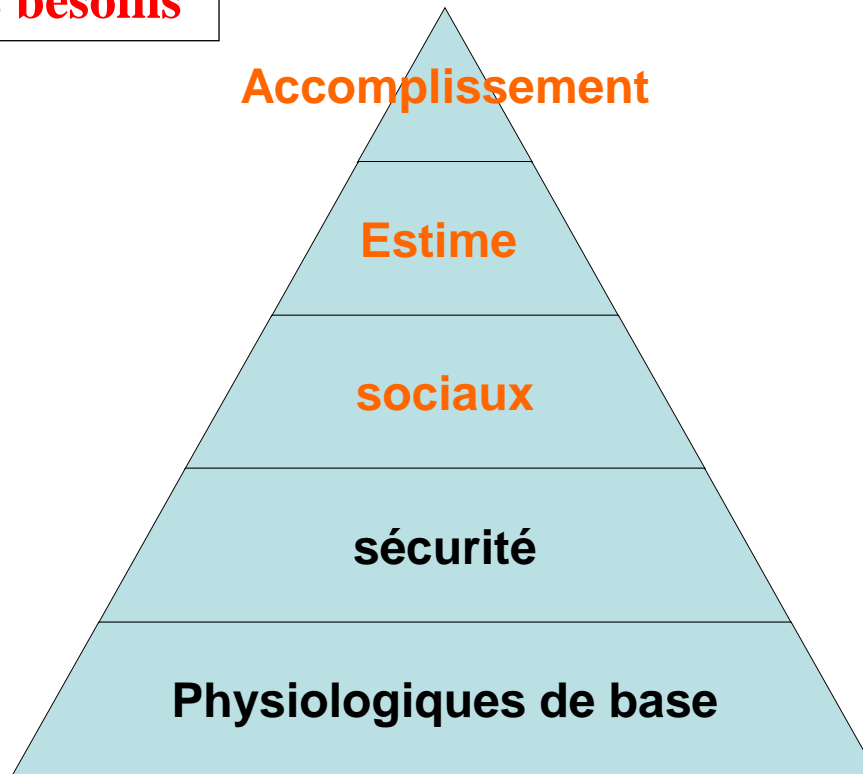 besoins
Accomplissement
Estime
sociaux
sécurité
Physiologiques de base